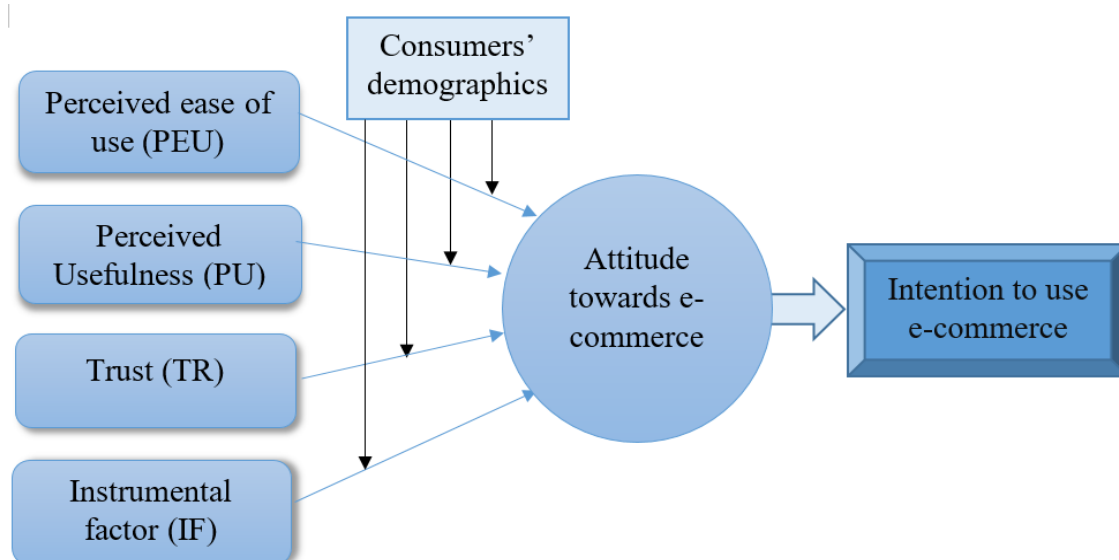 Consumers'
demographics
Perceived ease of
use (PEU)
Perceived
Usefulness (PU)
Trust (TR)
Instrumental
factor (IF)
Attitude
towards e-
commerce
Intention to use
e-commerce